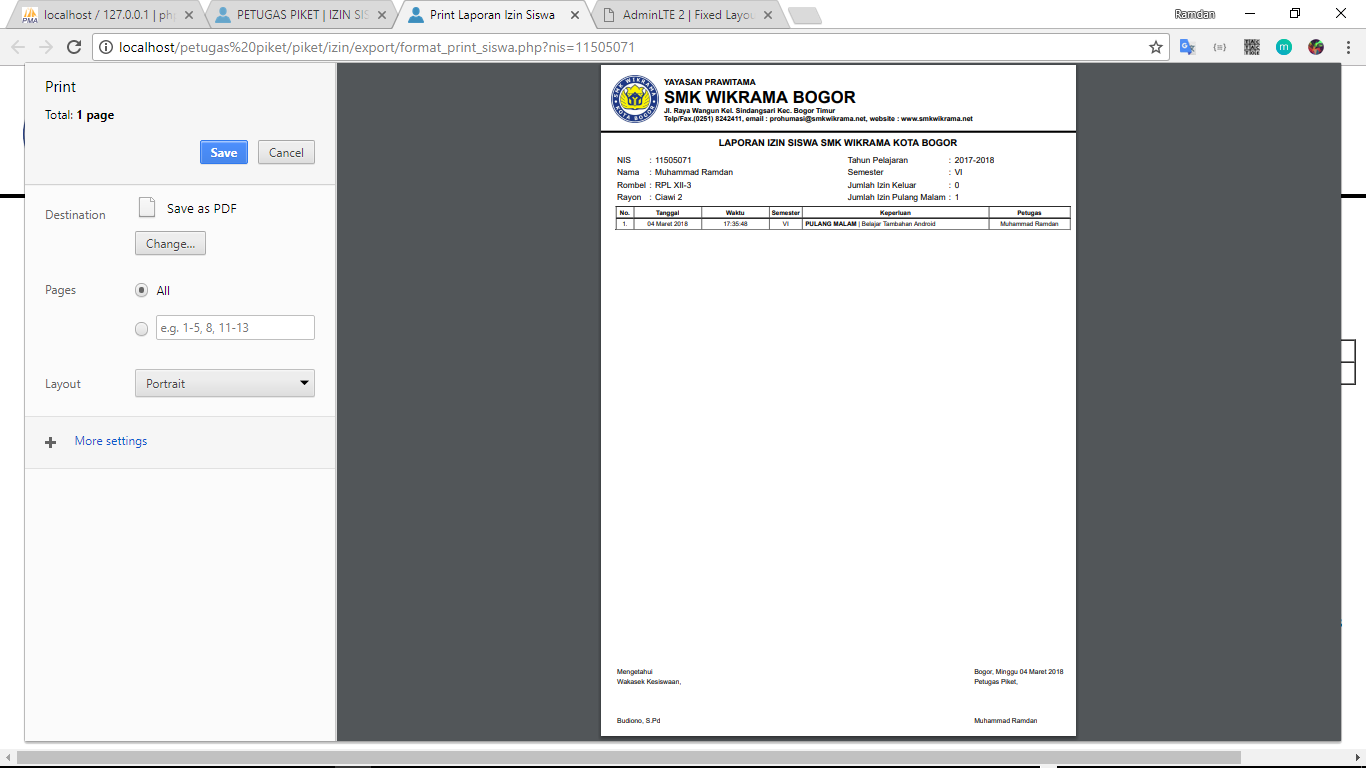 localhost / 127.0.0.1 | ph
PETUGAS PIKET | IZIN SIS
Print Laporan Izin Siswa
AdminLTE 2 | Fixed Layou
Ramdan
localhost/petugas%20piket/piket/izin/export/format_print_siswa.php?nis=11505071
Print
Total: 1 page
Save
Cancel
Destination
Save as PDF
Change...
Pages
All
e.g. 1-5, 8, 11-13
Layout
Portrait
More settings
SMK WIKRAMA
KOTA BOGOR
YAYASAN PRAWITAMA
SMK WIKRAMA BOGOR
Jl. Raya Wangun Kel. Sindangsari Kec. Bogor Timur
Telp/Fax.(0251) 8242411, email : prohumasi@smkwikrama.net, website : www.smkwikrama.net
LAPORAN IZIN SISWA SMK WIKRAMA KOTA BOGOR
NIS : 11505071 Tahun Pelajaran : 2017-2018
Nama : Muhammad Ramdan Semester : VI
Rombel : RPL XII-3 Jumlah Izin Keluar : 0
Rayon : Ciawi 2 Jumlah Izin Pulang Malam : 1
No. Tanggal Waktu Semester Keperluan Petugas
1. 04 Maret 2018 17:35:48 VI PULANG MALAM | Belajar Tambahan Android Muhammad Ramdan
Mengetahui Bogor, Minggu 04 Maret 2018
Wakasek Kesiswaan, Petugas Piket,
Budiono, S.Pd Muhammad Ramdan